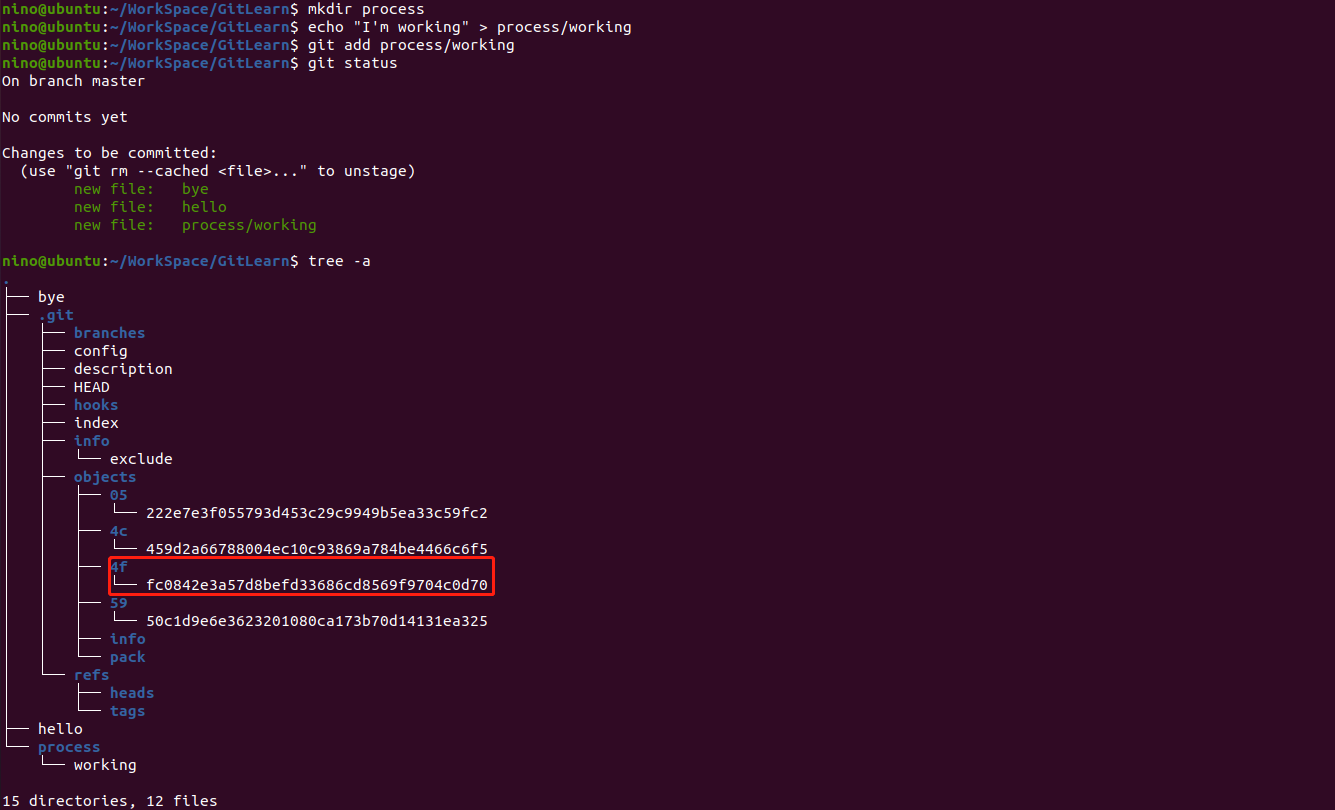 nino@ubuntu:~/WorkSpace/GitLearn$ mkdir process
nino@ubuntu:~/WorkSpace/GitLearn$ echo "I'm working" > process/working
nino@ubuntu:~/WorkSpace/GitLearn$ git add process/working
nino@ubuntu:~/WorkSpace/GitLearn$ git status
On branch master

No commits yet

Changes to be committed:
  (use "git rm --cached <file>..." to unstage)
        new file:   bye
        new file:   hello
        new file:   process/working

nino@ubuntu:~/WorkSpace/GitLearn$ tree -a
.
├── bye
├── .git
│   ├── branches
│   ├── config
│   ├── description
│   ├── HEAD
│   ├── hooks
│   ├── index
│   ├── info
│   │   └── exclude
│   ├── objects
│   │   ├── 05
│   │   │   └── 222e7e3f055793d453c29c9949b5ea33c59fc2
│   │   ├── 4c
│   │   │   └── 459d2a66788004ec10c93869a784be4466c6f5
│   │   ├── 4f
│   │   │   └── fc0842e3a57d8befd33686cd8569f9704c0d70
│   │   ├── 59
│   │   │   └── 50c1d9e6e3623201080ca173b70d14131ea325
│   │   ├── info
│   │   └── pack
│   └── refs
│       ├── heads
│       └── tags
├── hello
└── process
    └── working

15 directories, 12 files